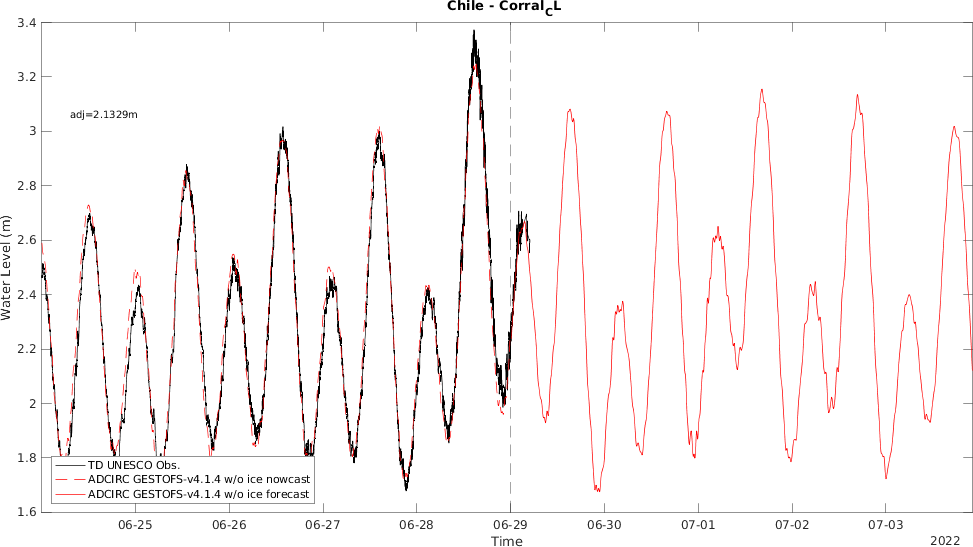 Chile - Corral_CL
3.4
3.2
3
2.8
2.6
2.4
2.2
2
1.8
1.6
Water Level (m)
adj=2.1329m
TD UNESCO Obs.
ADCIRC GESTOFS-v4.1.4 w/o ice nowcast
ADCIRC GESTOFS-v4.1.4 w/o ice forecast
06-25 06-26 06-27 06-28 06-29 06-30 07-01 07-02 07-03
Time
2022